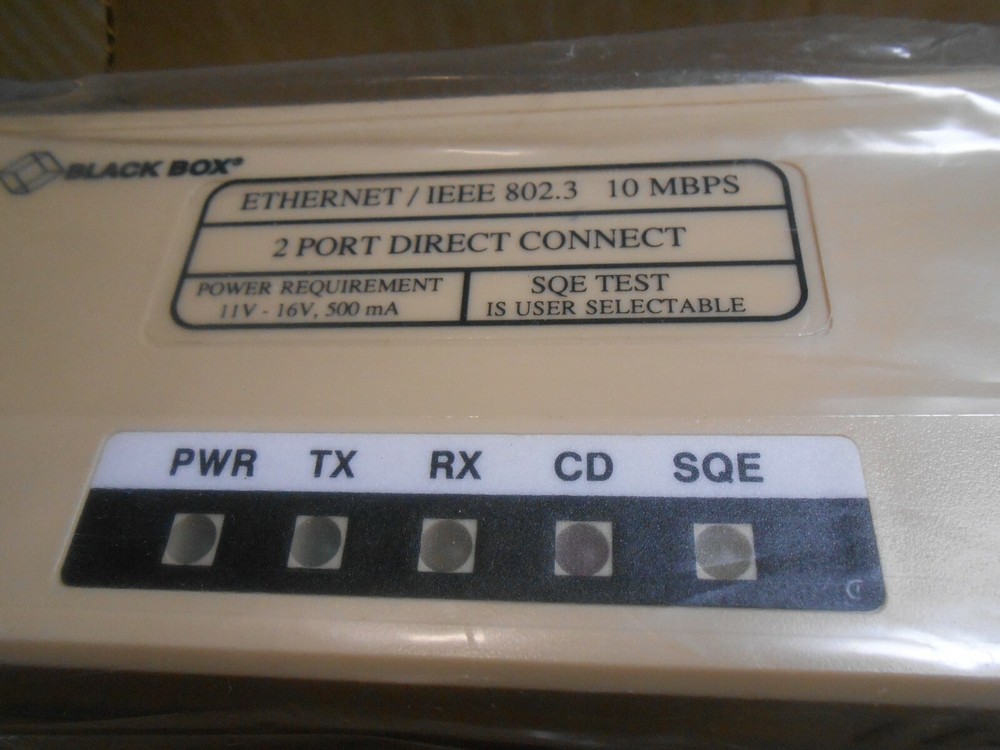 BLACK BOX®
ETHERNET / IEEE 802.3 10 MBPS
2 PORT DIRECT CONNECT
POWER REQUIREMENT
11V - 16V, 500 mA
SQE TEST
IS USER SELECTABLE
PWR TX RX CD SQE